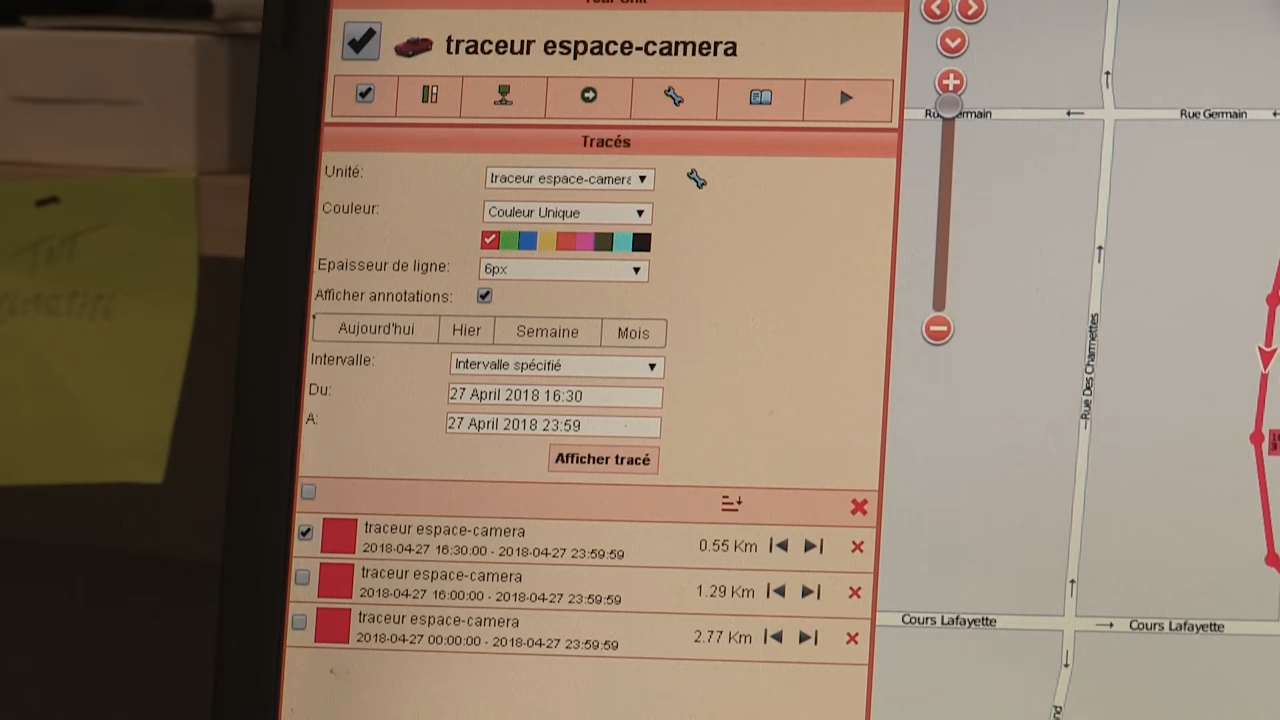 Your Unit
traceur espace-camera
Tracés
Unité:
traceur espace-camera
Couleur:
Couleur Unique
Epaisseur de ligne:
6px
Afficher annotations:
Aujourd'hui
Hier
Semaine
Mois
Intervalle:
Intervalle spécifié
Du:
27 April 2018 16:30
A:
27 April 2018 23:59
Afficher tracé
traceur espace-camera
2018-04-27 16:30:00 - 2018-04-27 23:59:59
0.55 Km
traceur espace-camera
2018-04-27 16:00:00 - 2018-04-27 23:59:59
1.29 Km
traceur espace-camera
2018-04-27 00:00:00 - 2018-04-27 23:59:59
2.77 Km
Rue Germain
Rue Germain
Rue Des Charmettes
Cours Lafayette
Cours Lafayette
TNT